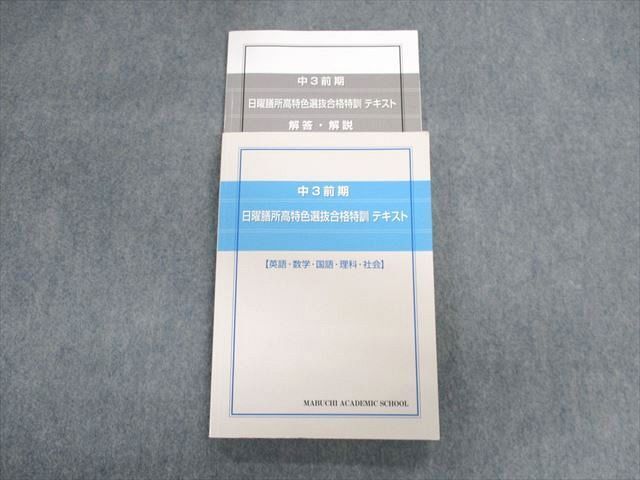 中3前期
日曜膳所高特色選抜合格特訓 テキスト
解答・解説
中3前期
日曜膳所高特色選抜合格特訓 テキスト
【英語・数学・国語・理科・社会】
MABUCHI ACADEMIC SCHOOL